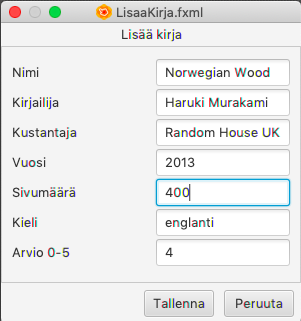 LisaaKirja.fxml
Lisää kirja
Nimi Norwegian Wood
Kirjailija Haruki Murakami
Kustantaja Random House UK
Vuosi 2013
Sivumäärä 400
Kieli englanti
Arvio 0-5 4
Tallenna Peruuta